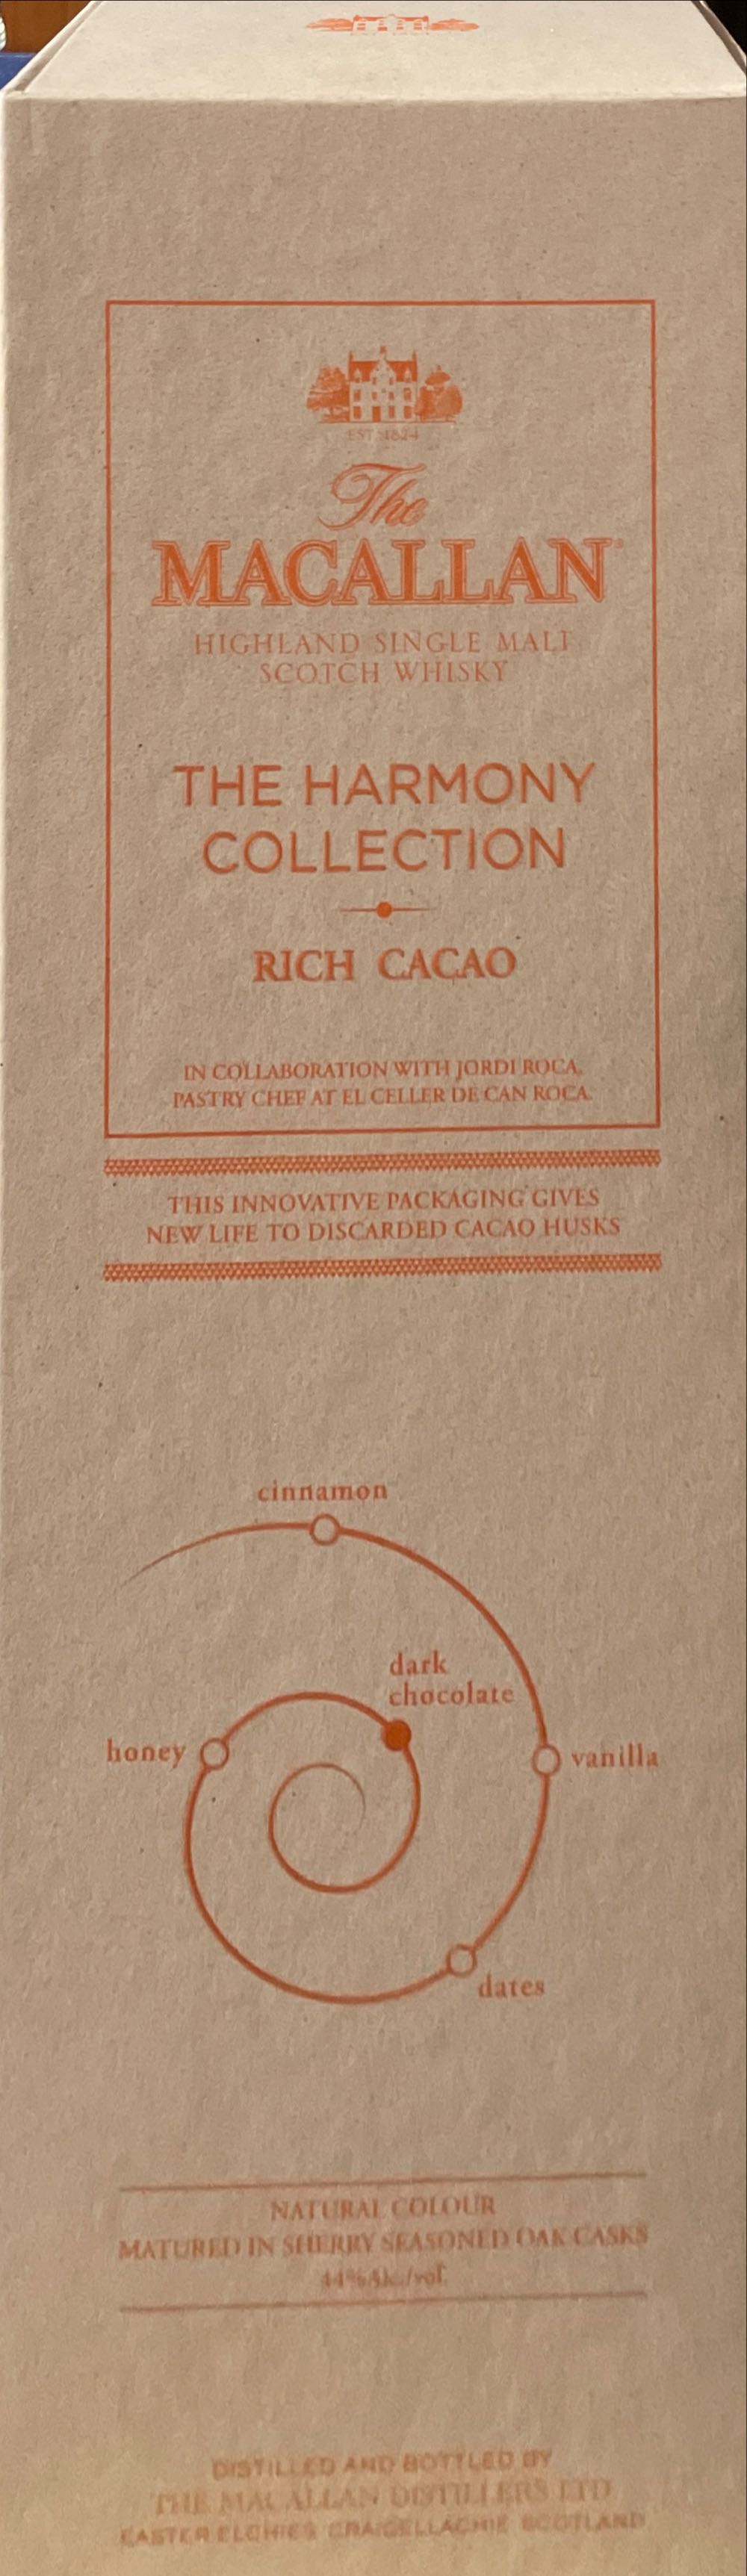 EST. 1824
The
MACALLAN
HIGHLAND SINGLE MALT
SCOTCH WHISKY
THE HARMONY
COLLECTION
RICH CACAO
IN COLLABORATION WITH JORDI ROCA,
PASTRY CHEF AT EL CELLER DE CAN ROCA.
THIS INNOVATIVE PACKAGING GIVES
NEW LIFE TO DISCARDED CACAO HUSKS
cinnamon
dark
chocolate
honey
vanilla
dates
NATURAL COLOUR
MATURED IN SHERRY SEASONED OAK CASKS
44% Alc./vol.
DISTILLED AND BOTTLED BY
THE MACALLAN DISTILLERS LTD
EASTER ELCHIES CRAIGELLACHIE SCOTLAND